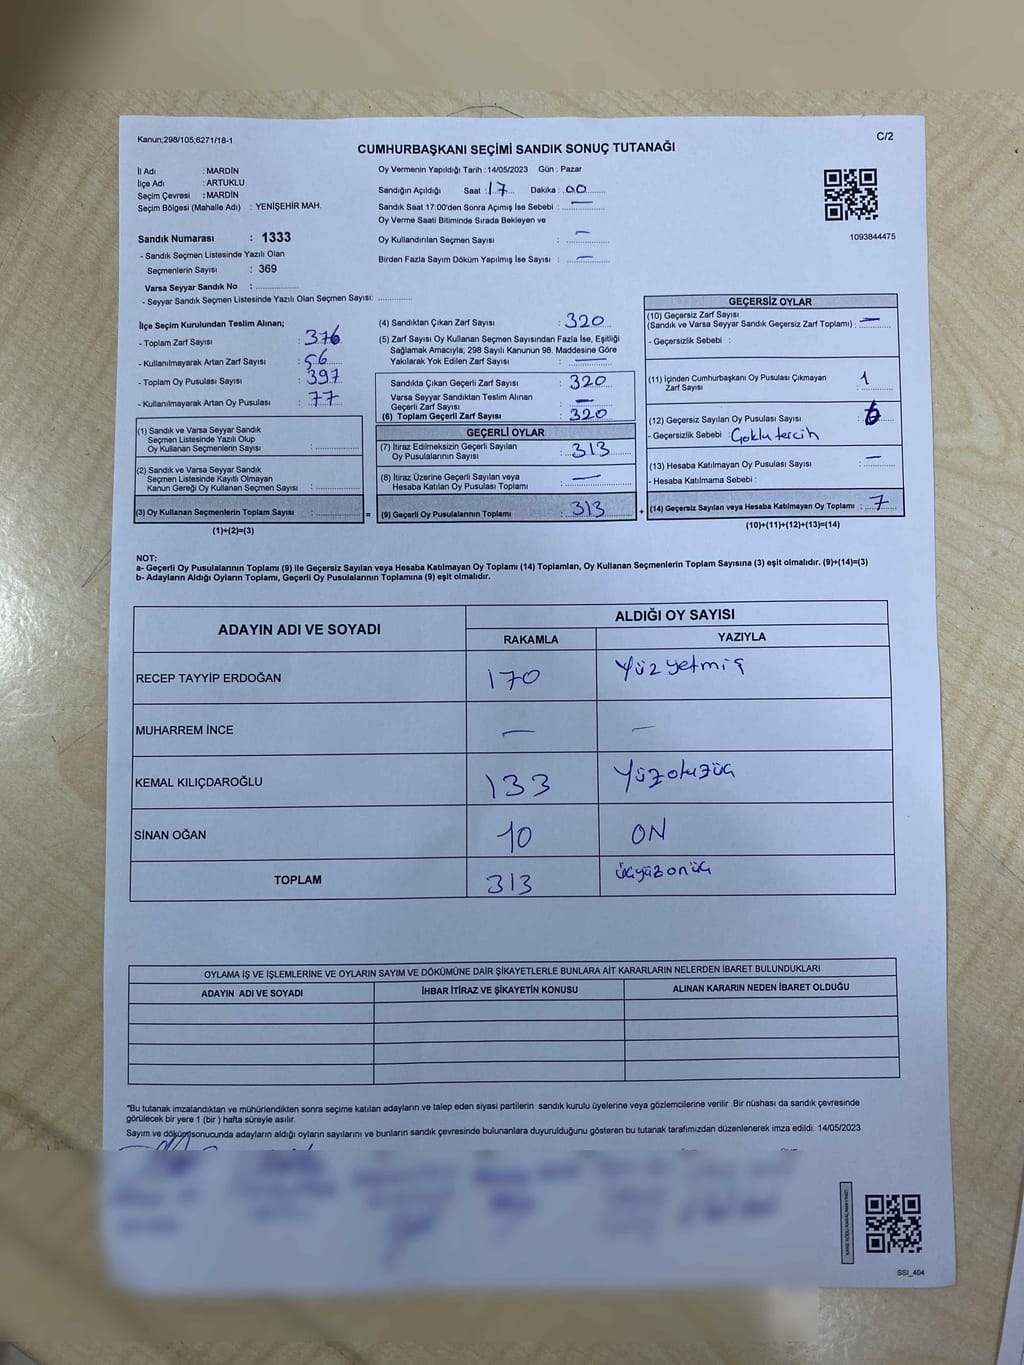 Kanun;298/105;6271/18-1
C/2
CUMHURBAŞKANI SEÇİMİ SANDIK SONUÇ TUTANAĞI
İl Adı : MARDİN
İlçe Adı : ARTUKLU
Seçim Çevresi : MARDİN
Seçim Bölgesi (Mahalle Adı) : YENİŞEHİR MAH.
Sandık Numarası : 1333
- Sandık Seçmen Listesinde Yazılı Olan
Seçmenlerin Sayısı : 369
Varsa Seyyar Sandık No :
- Seyyar Sandık Seçmen Listesinde Yazılı Olan Seçmen Sayısı:
Oy Vermenin Yapıldığı Tarih : 14/05/2023 Gün : Pazar
Sandığın Açıldığı Saat : 17 Dakika : 00
Sandık Saat 17:00'den Sonra Açımış İse Sebebi : —
Oy Verme Saati Bitiminde Sırada Bekleyen ve
Oy Kullandırılan Seçmen Sayısı : —
Birden Fazla Sayım Döküm Yapılmış İse Sayısı : —
1093844475
İlçe Seçim Kurulundan Teslim Alınan;
- Toplam Zarf Sayısı : 376
- Kullanılmayarak Artan Zarf Sayısı : 56
- Toplam Oy Pusulası Sayısı : 397
- Kullanılmayarak Artan Oy Pusulası : 77
(1) Sandık ve Varsa Seyyar Sandık
Seçmen Listesinde Yazılı Olup
Oy Kullanan Seçmenlerin Sayısı :
(2) Sandık ve Varsa Seyyar Sandık
Seçmen Listesinde Kayıtlı Olmayan
Kanun Gereği Oy Kullanan Seçmen Sayısı :
(3) Oy Kullanan Seçmenlerin Toplam Sayısı :
(1)+(2)=(3)
(4) Sandıktan Çıkan Zarf Sayısı : 320
(5) Zarf Sayısı Oy Kullanan Seçmen Sayısından Fazla İse, Eşitliği
Sağlamak Amacıyla, 298 Sayılı Kanunun 98. Maddesine Göre
Yakılarak Yok Edilen Zarf Sayısı : —
Sandıkta Çıkan Geçerli Zarf Sayısı : 320
Varsa Seyyar Sandıktan Teslim Alınan
Geçerli Zarf Sayısı : —
(6) Toplam Geçerli Zarf Sayısı : 320
GEÇERLİ OYLAR
(7) İtiraz Edilmeksizin Geçerli Sayılan
Oy Pusulalarının Sayısı : 313
(8) İtiraz Üzerine Geçerli Sayılan veya
Hesaba Katılan Oy Pusulası Toplamı : —
= (9) Geçerli Oy Pusulalarının Toplamı : 313 +
GEÇERSİZ OYLAR
(10) Geçersiz Zarf Sayısı
(Sandık ve Varsa Seyyar Sandık Geçersiz Zarf Toplamı) : —
- Geçersizlik Sebebi :
(11) İçinden Cumhurbaşkanı Oy Pusulası Çıkmayan
Zarf Sayısı : 1
(12) Geçersiz Sayılan Oy Pusulası Sayısı : 6
- Geçersizlik Sebebi : Çoklu tercih
(13) Hesaba Katılmayan Oy Pusulası Sayısı : —
- Hesaba Katılmama Sebebi :
(14) Geçersiz Sayılan veya Hesaba Katılmayan Oy Toplamı : 7
(10)+(11)+(12)+(13)=(14)
NOT:
a- Geçerli Oy Pusulalarının Toplamı (9) ile Geçersiz Sayılan veya Hesaba Katılmayan Oy Toplamı (14) Toplamları, Oy Kullanan Seçmenlerin Toplam Sayısına (3) eşit olmalıdır. (9)+(14)=(3)
b- Adayların Aldığı Oyların Toplamı, Geçerli Oy Pusulalarının Toplamına (9) eşit olmalıdır.
ADAYIN ADI VE SOYADI
ALDIĞI OY SAYISI
RAKAMLA YAZIYLA
RECEP TAYYİP ERDOĞAN 170 Yüz yetmiş
MUHARREM İNCE — —
KEMAL KILIÇDAROĞLU 133 Yüzotuzüç
SİNAN OĞAN 10 ON
TOPLAM 313 üçyüzonüç
OYLAMA İŞ VE İŞLEMLERİNE VE OYLARIN SAYIM VE DÖKÜMÜNE DAİR ŞİKAYETLERLE BUNLARA AİT KARARLARIN NELERDEN İBARET BULUNDUKLARI
ADAYIN ADI VE SOYADI İHBAR İTİRAZ VE ŞİKAYETİN KONUSU ALINAN KARARIN NEDEN İBARET OLDUĞU
*Bu tutanak imzalandıktan ve mühürlendikten sonra seçime katılan adayların ve talep eden siyasi partilerin sandık kurulu üyelerine veya gözlemcilerine verilir .Bir nüshası da sandık çevresinde
görülecek bir yere 1 (bir ) hafta süreyle asılır.
Sayım ve döküm sonucunda adayların aldığı oyların sayılarını ve bunların sandık çevresinde bulunanlara duyurulduğunu gösteren bu tutanak tarafımızdan düzenlenerek imza edildi. 14/05/2023
SSI_404